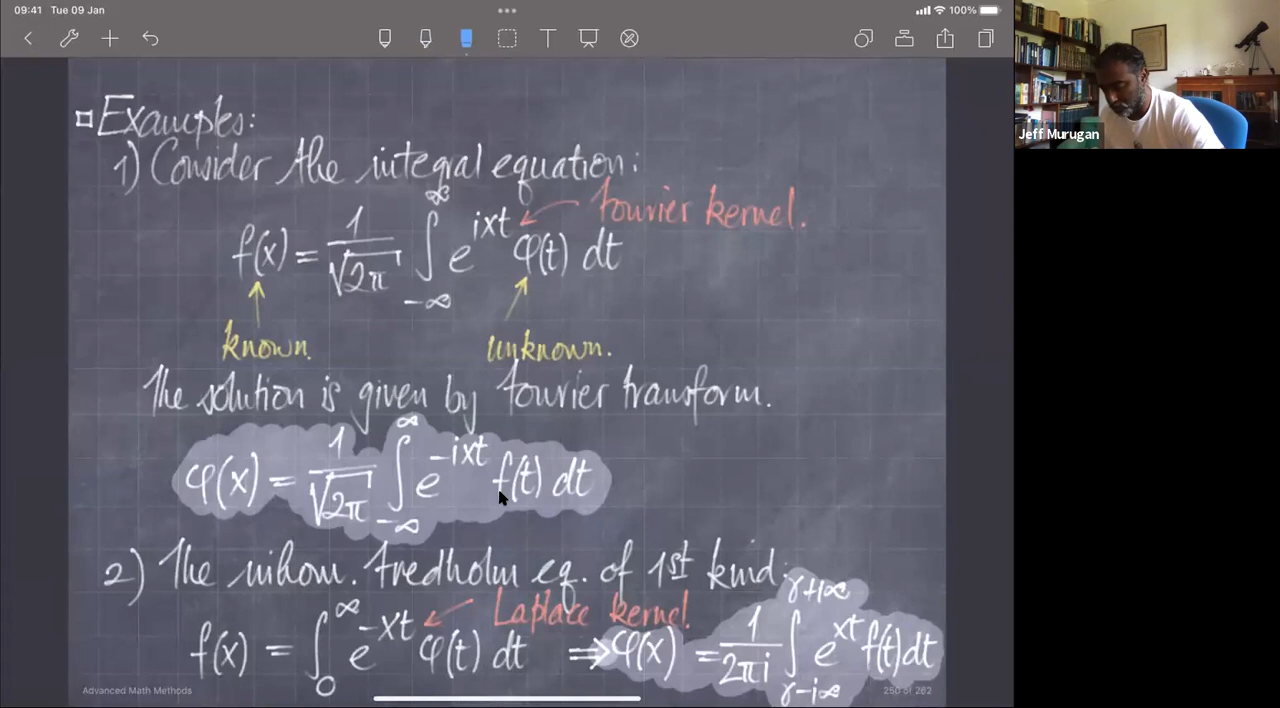 09:41 Tue 09 Jan
100%
Jeff Murugan
Examples:
1) Consider the integral equation:
f(x) = 1/√2π ∫_{-∞}^{∞} e^{ixt} φ(t) dt ← Fourier kernel.
↑ known. ↑ unknown.
The solution is given by Fourier transform.
φ(x) = 1/√2π ∫_{-∞}^{∞} e^{-ixt} f(t) dt
2) The inhom. Fredholm eq. of 1st kind:
f(x) = ∫_0^∞ e^{-xt} φ(t) dt ← Laplace kernel. ⇒ φ(x) = 1/2πi ∫_{γ-i∞}^{γ+i∞} e^{xt} f(t) dt
Advanced Math Methods
250 of 262